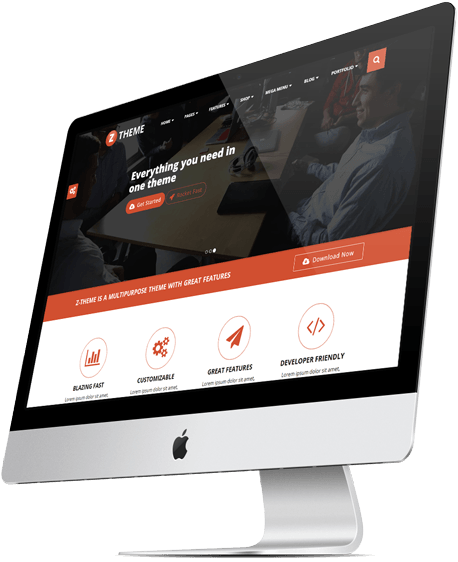 Z THEME
HOME PAGES FEATURES SHOP MEGA MENU BLOG PORTFOLIO
Everything you need in
one theme
Get Started
Download Now
Z-THEME IS A MULTIPURPOSE THEME WITH GREAT FEATURES
BLAZING FAST
Lorem ipsum dolor sit amet,
CUSTOMIZABLE
Lorem ipsum dolor sit amet,
GREAT FEATURES
Lorem ipsum dolor sit amet,
DEVELOPER FRIENDLY
Lorem ipsum dolor sit amet,